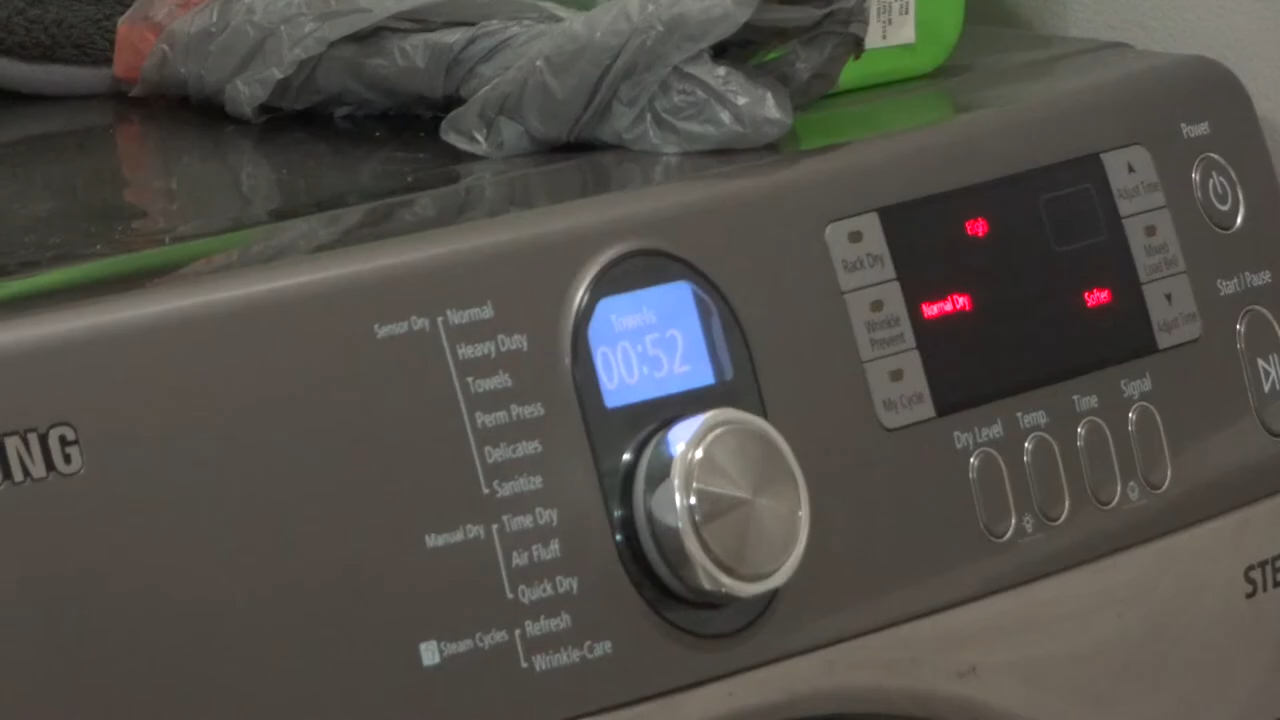 Power
Adjust Time
Mixed
Load Bell
Adjust Time
Start / Pause
High
Normal Dry
Softer
Rack Dry
Wrinkle
Prevent
My Cycle
Dry Level
Temp.
Time
Signal
Towels
00:52
Sensor Dry
Normal
Heavy Duty
Towels
Perm Press
Delicates
Sanitize
Manual Dry
Time Dry
Air Fluff
Quick Dry
Steam Cycles
Refresh
Wrinkle-Care
NG
STE